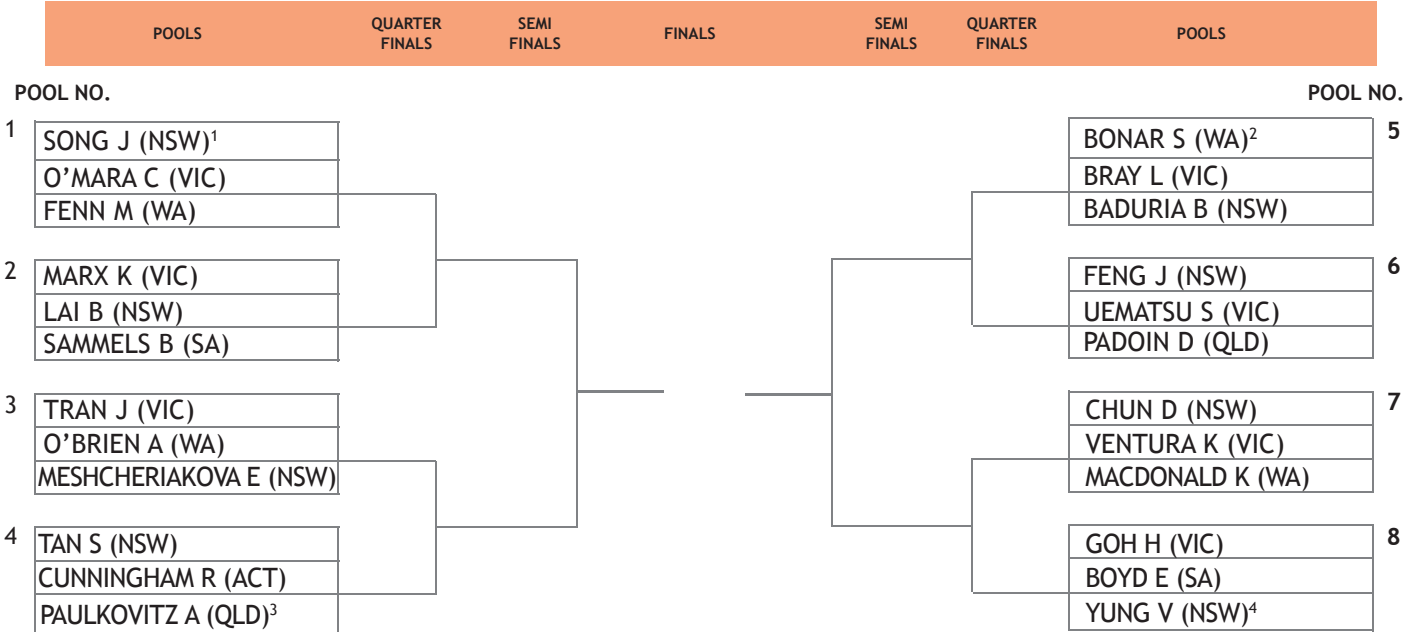 POOLS QUARTER FINALS SEMI FINALS FINALS SEMI FINALS QUARTER FINALS POOLS
POOL NO. POOL NO.
1
SONG J (NSW)¹
O’MARA C (VIC)
FENN M (WA)
2
MARX K (VIC)
LAI B (NSW)
SAMMELS B (SA)
3
TRAN J (VIC)
O’BRIEN A (WA)
MESHCHERIAKOVA E (NSW)
4
TAN S (NSW)
CUNNINGHAM R (ACT)
PAULKOVITZ A (QLD)³
5
BONAR S (WA)²
BRAY L (VIC)
BADURIA B (NSW)
6
FENG J (NSW)
UEMATSU S (VIC)
PADOIN D (QLD)
7
CHUN D (NSW)
VENTURA K (VIC)
MACDONALD K (WA)
8
GOH H (VIC)
BOYD E (SA)
YUNG V (NSW)⁴